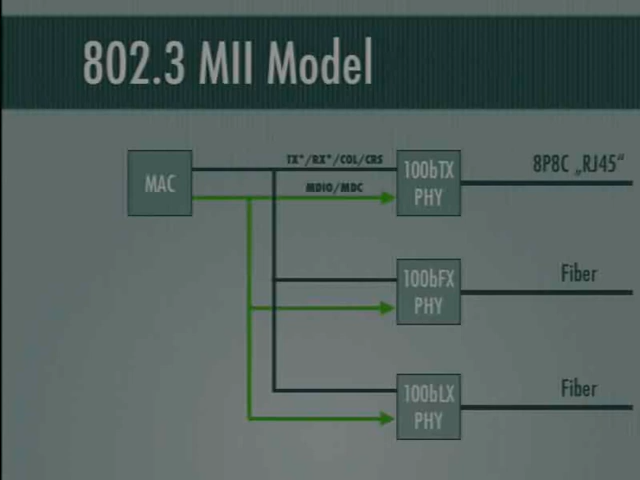 802.3 MII Model
TX*/RX*/COL/CRS
MAC
MDIO/MDC
100bTX
PHY
8P8C „RJ45“
100bFX
PHY
Fiber
100bLX
PHY
Fiber